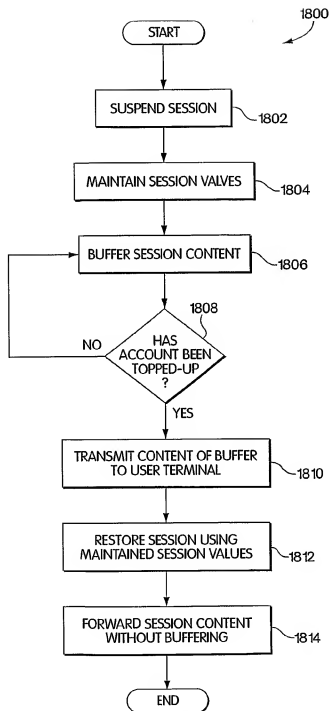 START
1800
SUSPEND SESSION
1802
MAINTAIN SESSION VALVES
1804
BUFFER SESSION CONTENT
1806
1808
HAS
ACCOUNT BEEN
TOPPED-UP
?
NO
YES
TRANSMIT CONTENT OF BUFFER
TO USER TERMINAL
1810
RESTORE SESSION USING
MAINTAINED SESSION VALUES
1812
FORWARD SESSION CONTENT
WITHOUT BUFFERING
1814
END